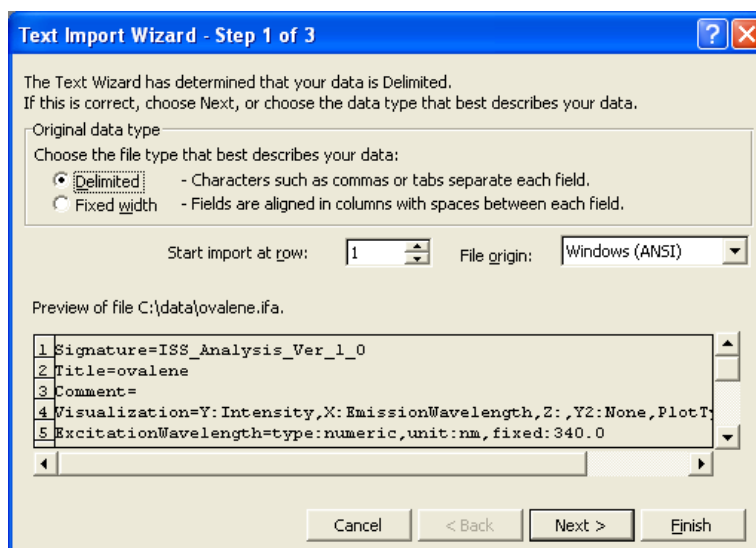 Text Import Wizard - Step 1 of 3
The Text Wizard has determined that your data is Delimited.
If this is correct, choose Next, or choose the data type that best describes your data.
Original data type
Choose the file type that best describes your data:
Delimited - Characters such as commas or tabs separate each field.
Fixed width - Fields are aligned in columns with spaces between each field.
Start import at row: 1 File origin: Windows (ANSI)
Preview of file C:\data\ovalene.ifa.
1 Signature=ISS_Analysis_Ver_1_0
2 Title=ovalene
3 Comment=
4 Visualization=Y:Intensity,X:EmissionWavelength,Z:,Y2:None,PlotTy
5 ExcitationWavelength=type:numeric,unit:nm,fixed:340.0
Cancel < Back Next > Finish